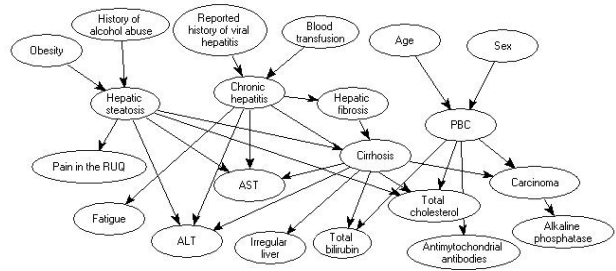 History of
alcohol abuse
Reported
history of viral
hepatitis
Blood
transfusion
Obesity
Age
Sex
Hepatic
steatosis
Chronic
hepatitis
Hepatic
fibrosis
PBC
Pain in the RUQ
Cirrhosis
AST
Carcinoma
Total
cholesterol
Fatigue
ALT
Irregular
liver
Total
bilirubin
Antimytochondrial
antibodies
Alkaline
phosphatase